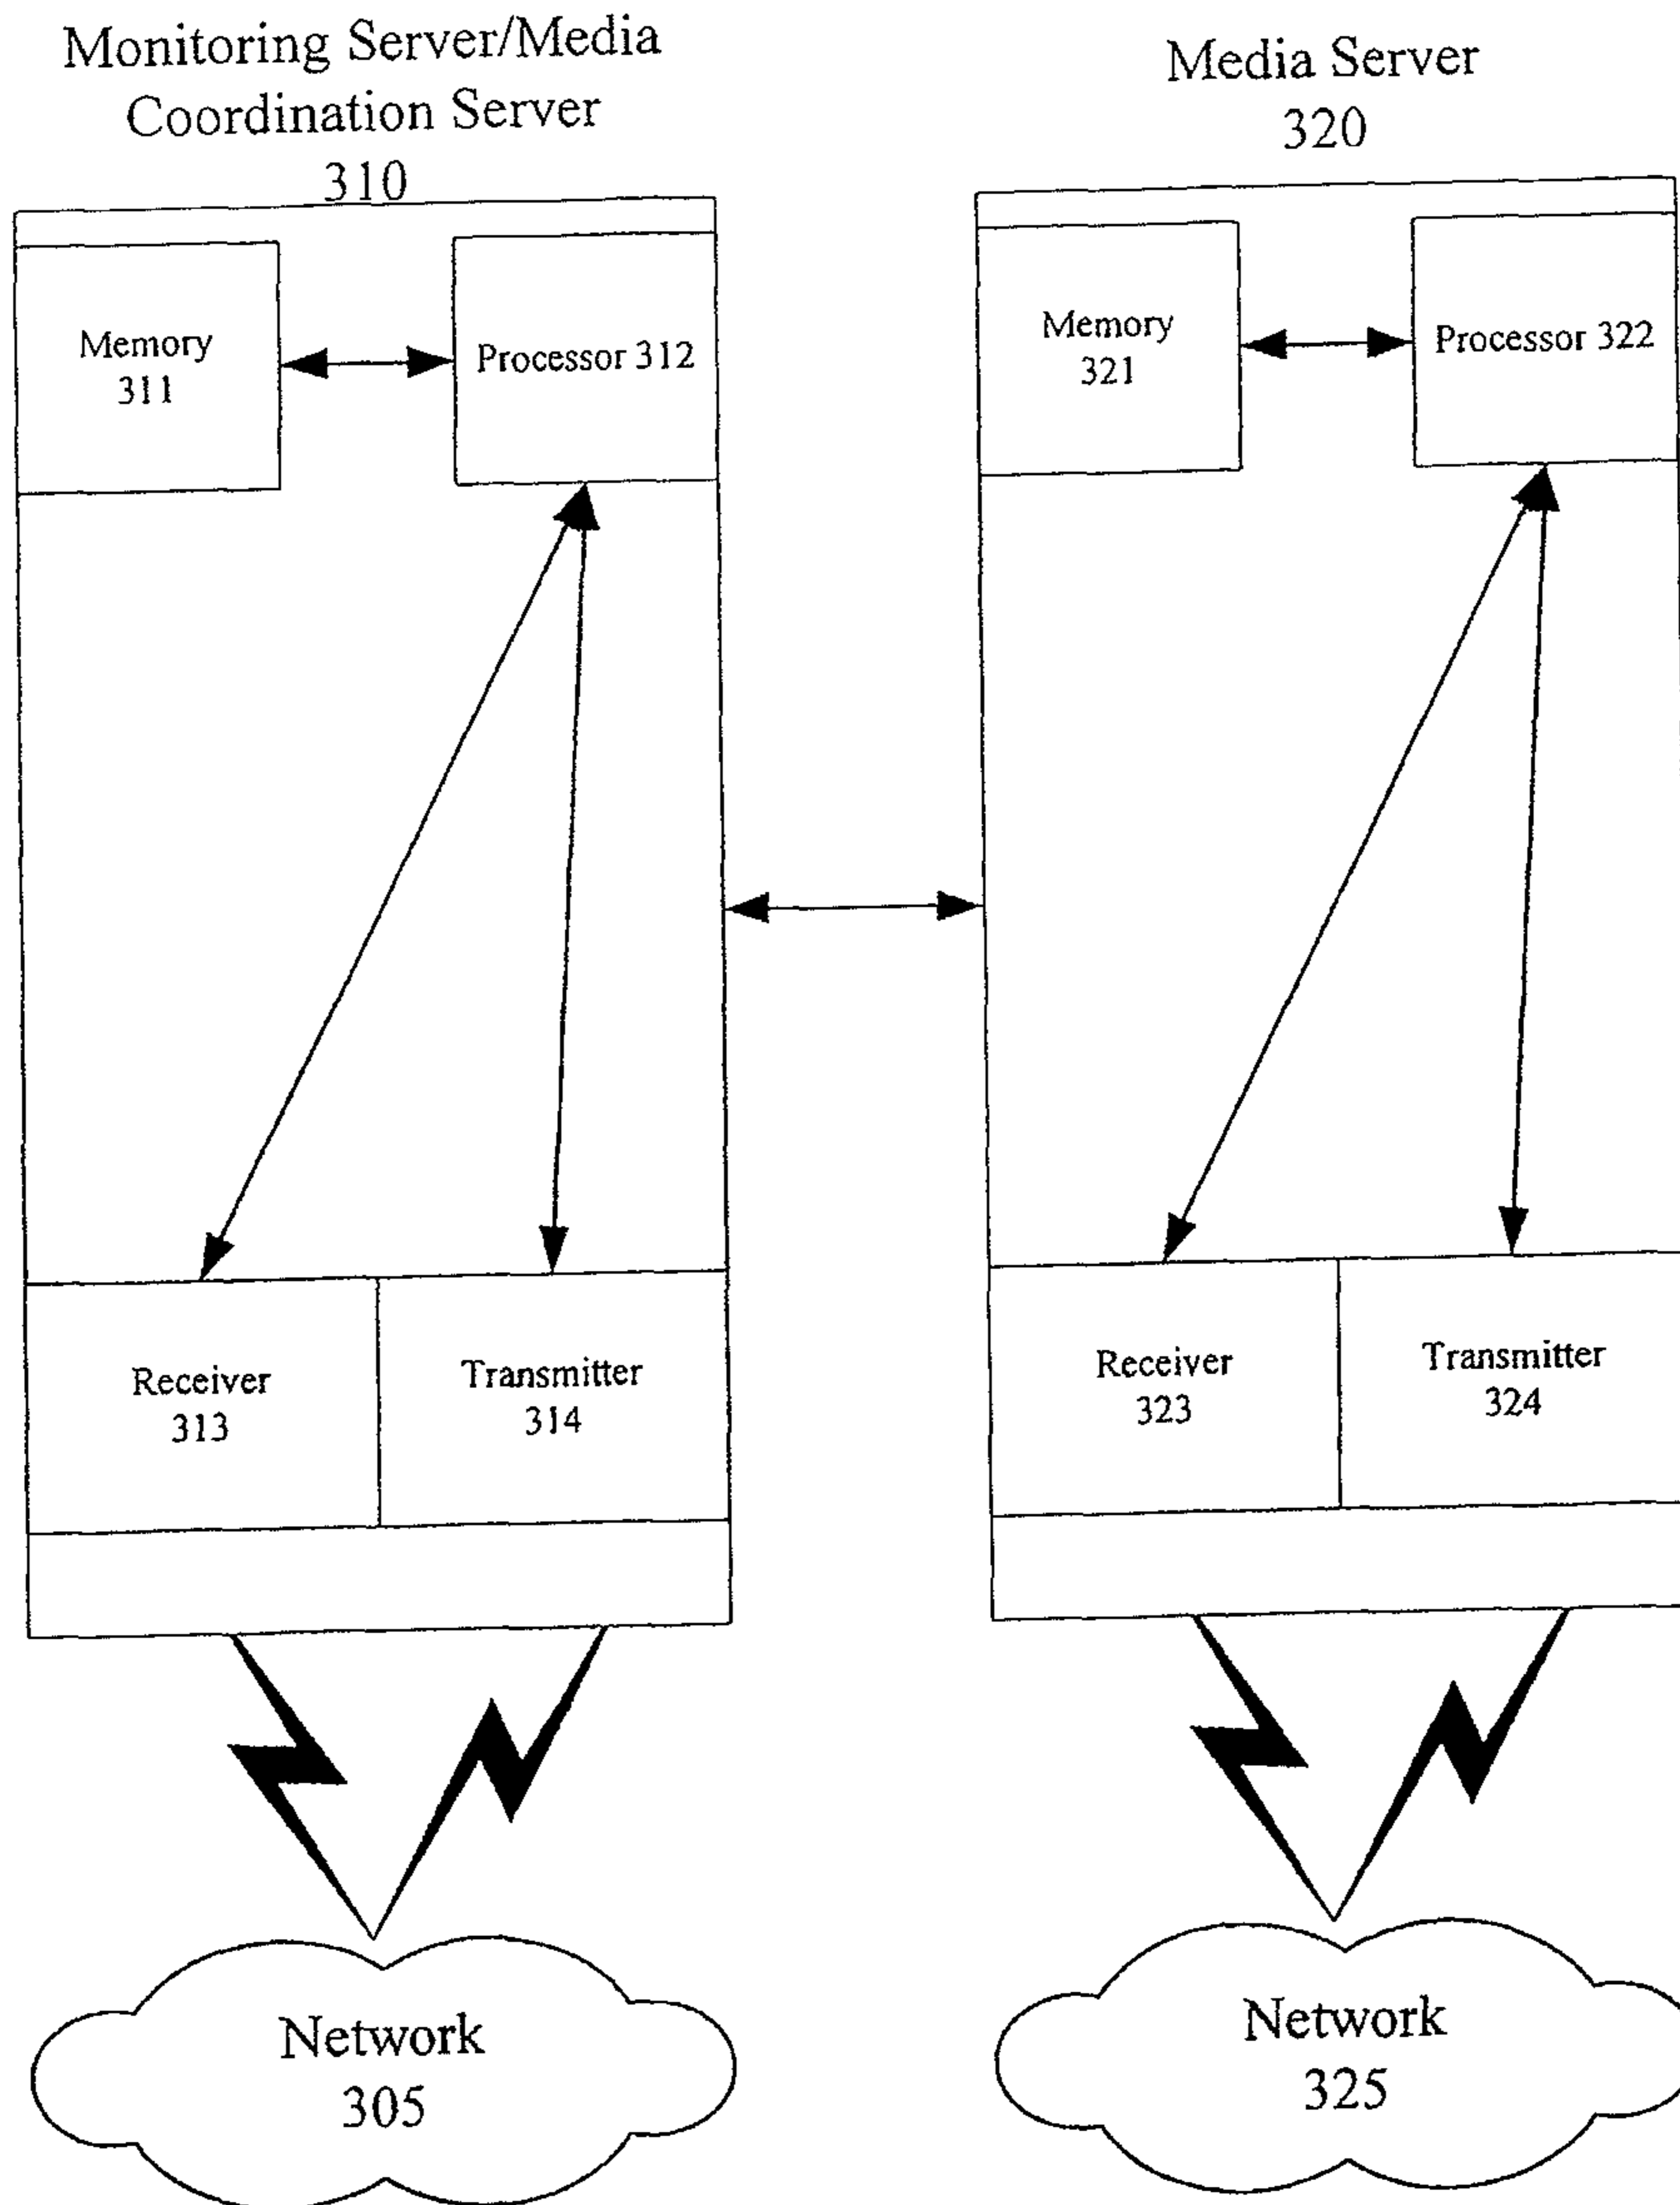 Monitoring Server/Media
Coordination Server
310
Media Server
320
Memory
311
Processor 312
Memory
321
Processor 322
Receiver
313
Transmitter
314
Receiver
323
Transmitter
324
Network
305
Network
325